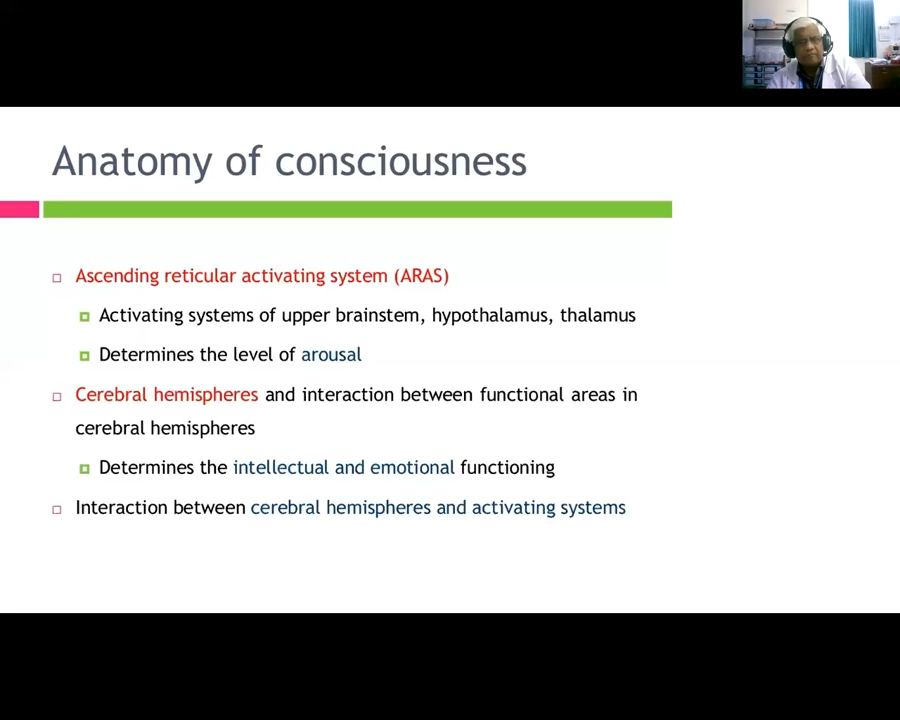 Anatomy of consciousness
Ascending reticular activating system (ARAS)
Activating systems of upper brainstem, hypothalamus, thalamus
Determines the level of arousal
Cerebral hemispheres and interaction between functional areas in
cerebral hemispheres
Determines the intellectual and emotional functioning
Interaction between cerebral hemispheres and activating systems